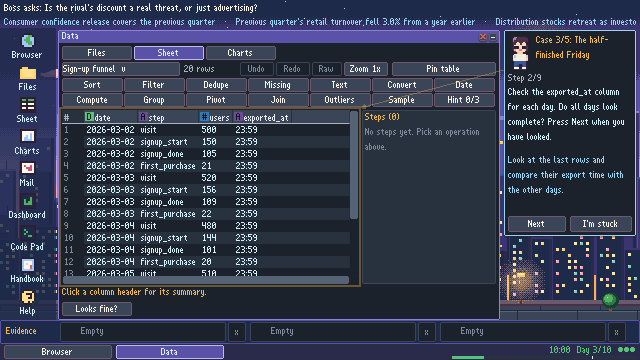 Boss asks: Is the rival's discount a real threat, or just advertising?
Consumer confidence release covers the previous quarter · Previous quarter's retail turnover fell 3.0% from a year earlier · Distribution stocks retreat as investo
Browser
Files
Sheet
Charts
Mail
Dashboard
Code Pad
Handbook
Help
Data
Files Sheet Charts
Sign-up funnel v 20 rows Undo Redo Raw Zoom 1x Pin table
Sort Filter Dedupe Missing Text Convert Date
Compute Group Pivot Join Outliers Sample Hint 0/3
# D date A step # users A exported_at
1 2026-03-02 visit 500 23:59
2 2026-03-02 signup_start 150 23:59
3 2026-03-02 signup_done 105 23:59
4 2026-03-02 first_purchase 21 23:59
5 2026-03-03 visit 520 23:59
6 2026-03-03 signup_start 156 23:59
7 2026-03-03 signup_done 109 23:59
8 2026-03-03 first_purchase 22 23:59
9 2026-03-04 visit 480 23:59
10 2026-03-04 signup_start 144 23:59
11 2026-03-04 signup_done 101 23:59
12 2026-03-04 first_purchase 20 23:59
13 2026-03-05 visit 510 23:59
Steps (0)
No steps yet. Pick an operation
above.
Click a column header for its summary.
Looks fine?
Case 3/5: The half-
finished Friday
Step 2/9
Check the exported_at column
for each day. Do all days look
complete? Press Next when you
have looked.
Look at the last rows and
compare their export time with
the other days.
Next I'm stuck
Evidence Empty x Empty x Empty x
Browser Data 10:00 Day 3/10